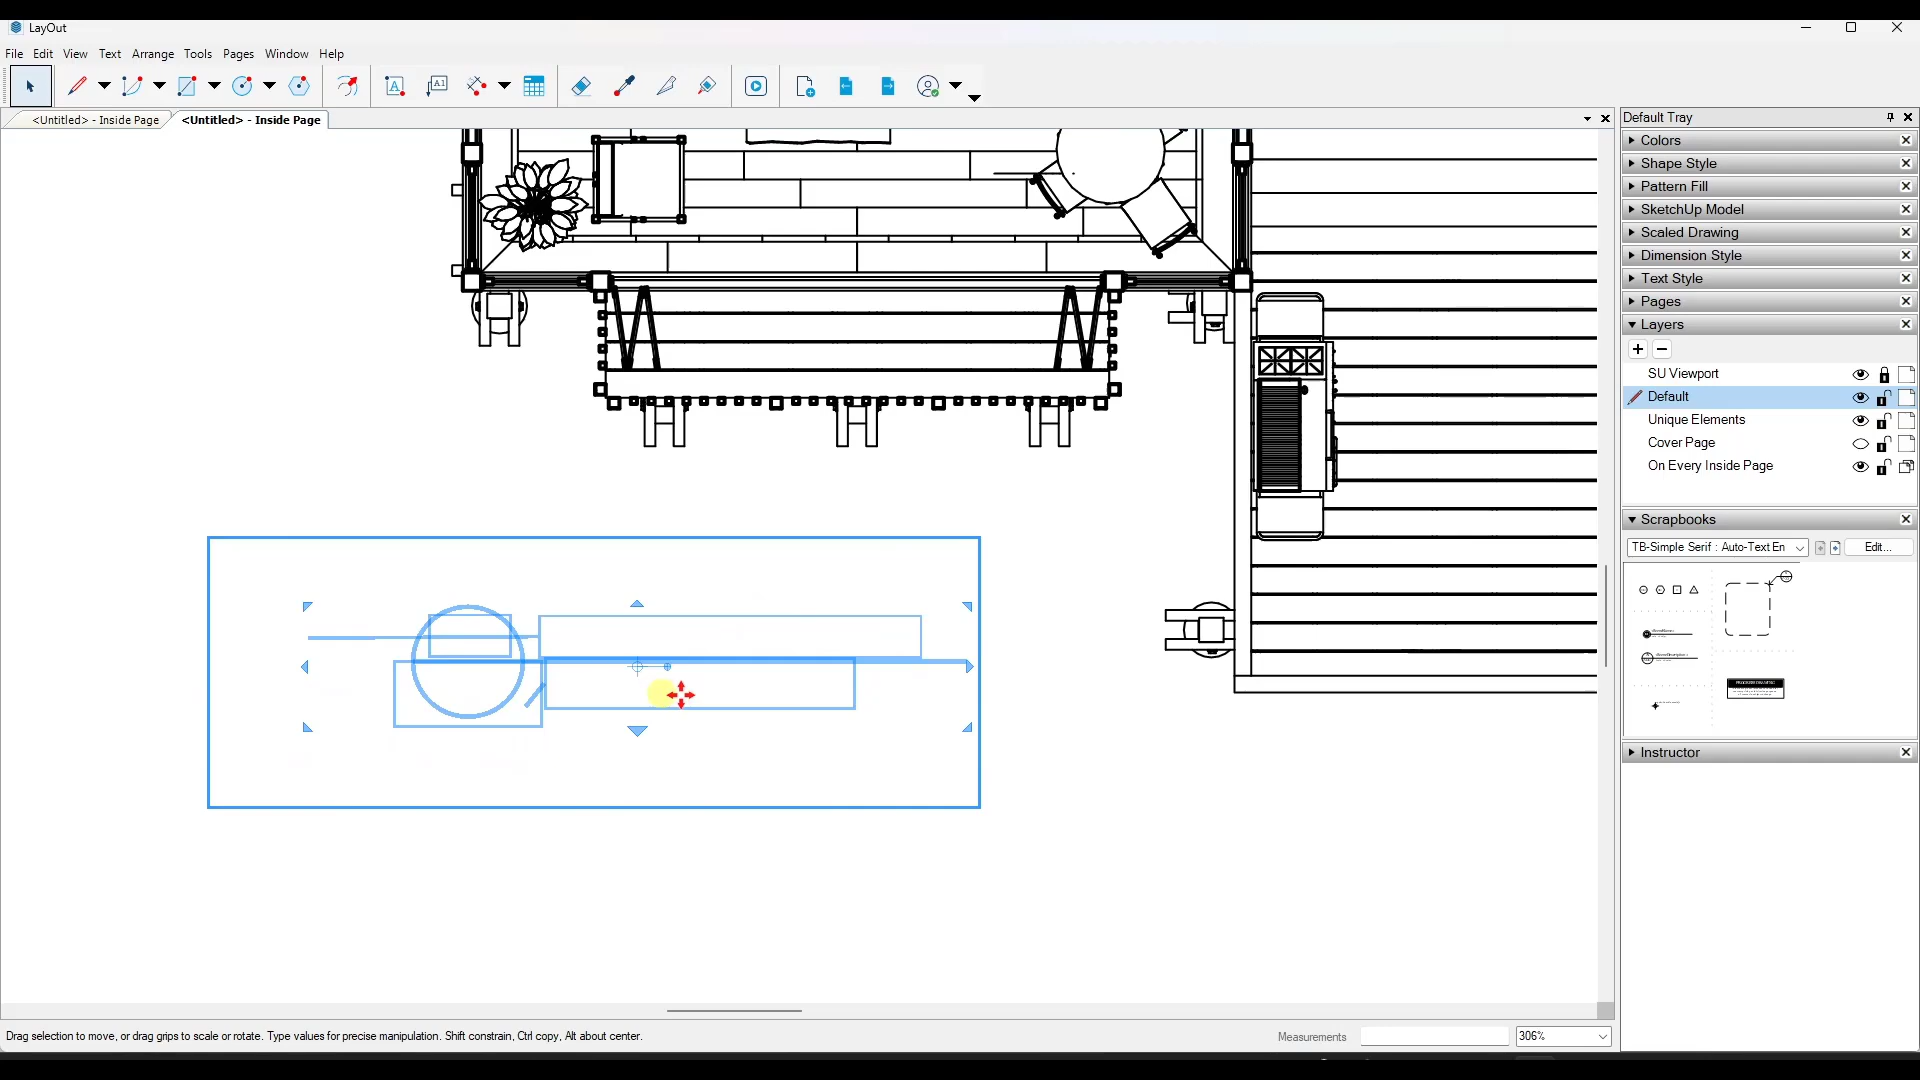 LayOut
File Edit View Text Arrange Tools Pages Window Help
<Untitled> - Inside Page
<Untitled> - Inside Page
Default Tray
Colors
Shape Style
Pattern Fill
SketchUp Model
Scaled Drawing
Dimension Style
Text Style
Pages
Layers
SU Viewport
Default
Unique Elements
Cover Page
On Every Inside Page
Scrapbooks
TB-Simple Serif : Auto-Text En
Edit...
Instructor
Drag selection to move, or drag grips to scale or rotate. Type values for precise manipulation. Shift constrain, Ctrl copy, Alt about center.
Measurements
306%